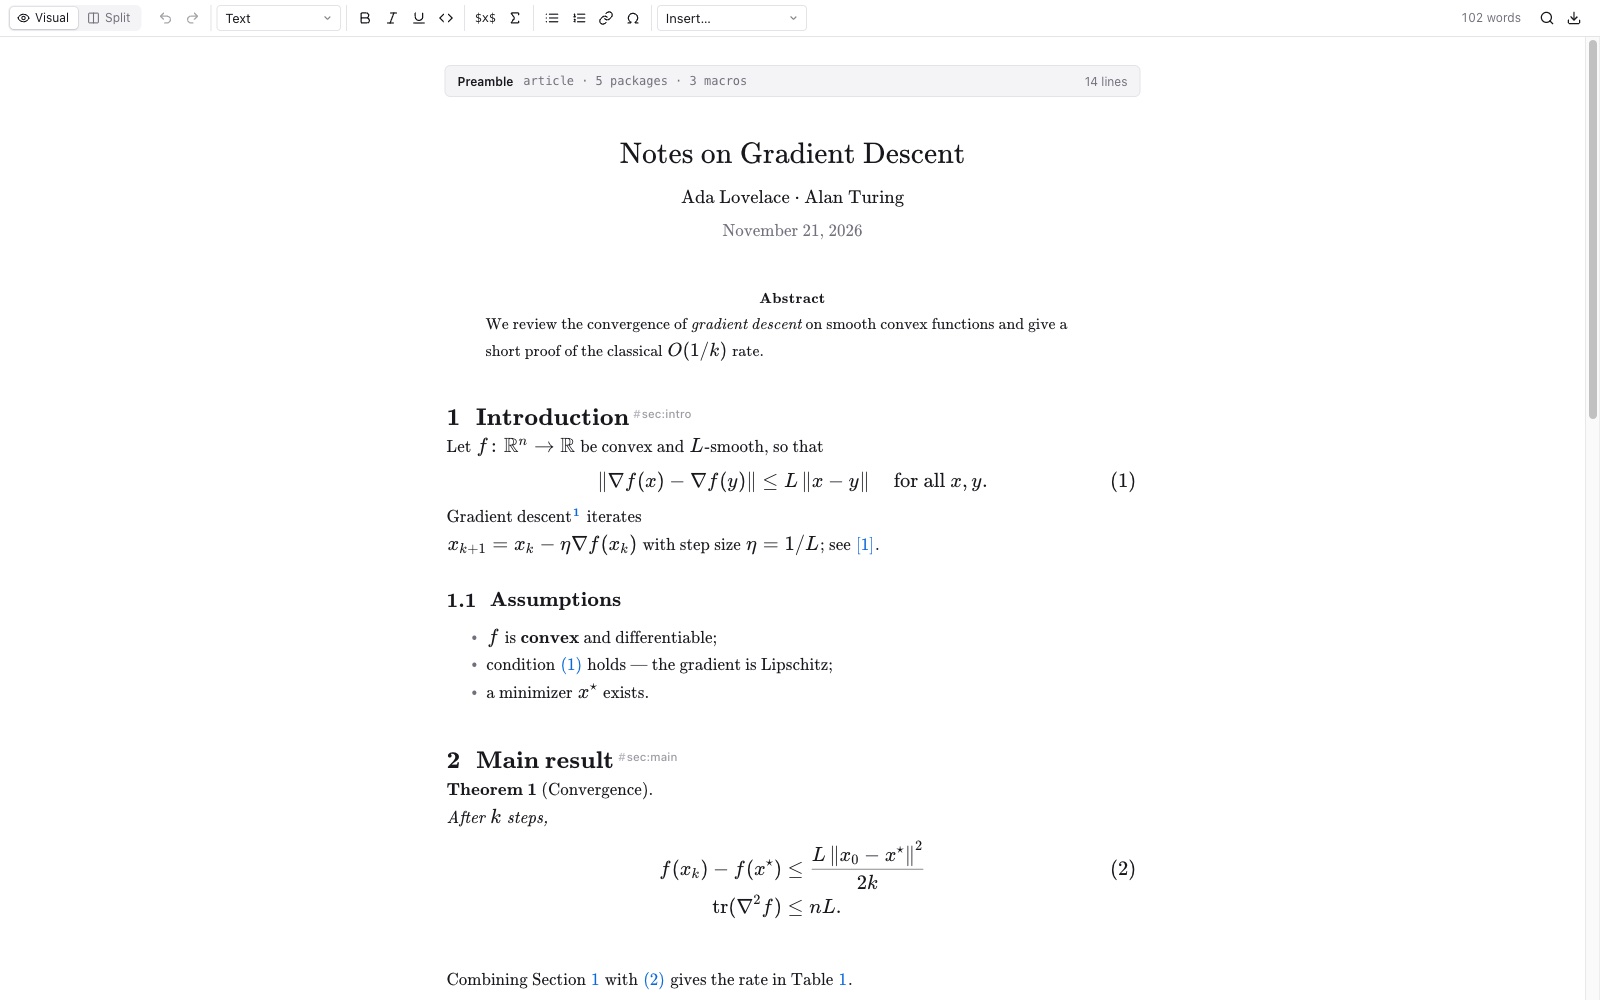 Visual Split Text B I U <> $x$ Σ Ω Insert... 102 words
Preamble article · 5 packages · 3 macros 14 lines
Notes on Gradient Descent
Ada Lovelace · Alan Turing
November 21, 2026
Abstract
We review the convergence of gradient descent on smooth convex functions and give a
short proof of the classical O(1/k) rate.
1 Introduction #sec:intro
Let f: ℝⁿ → ℝ be convex and L-smooth, so that
‖∇f(x) − ∇f(y)‖ ≤ L ‖x − y‖ for all x, y. (1)
Gradient descent¹ iterates
x_{k+1} = x_k − η∇f(x_k) with step size η = 1/L; see [1].
1.1 Assumptions
• f is convex and differentiable;
• condition (1) holds — the gradient is Lipschitz;
• a minimizer x⋆ exists.
2 Main result #sec:main
Theorem 1 (Convergence).
After k steps,
f(x_k) − f(x⋆) ≤ L ‖x₀ − x⋆‖² / 2k (2)
tr(∇²f) ≤ nL.
Combining Section 1 with (2) gives the rate in Table 1.